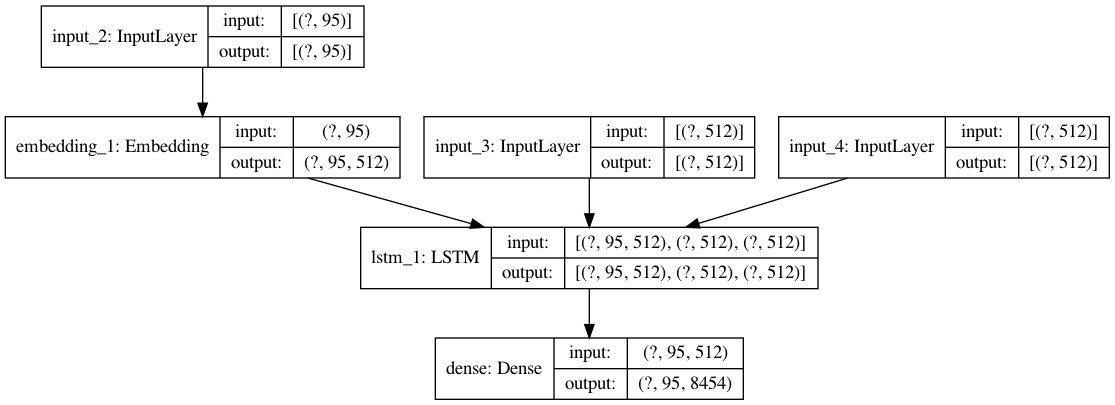 input_2: InputLayer
input: [(?, 95)]
output: [(?, 95)]
embedding_1: Embedding
input: (?, 95)
output: (?, 95, 512)
input_3: InputLayer
input: [(?, 512)]
output: [(?, 512)]
input_4: InputLayer
input: [(?, 512)]
output: [(?, 512)]
lstm_1: LSTM
input: [(?, 95, 512), (?, 512), (?, 512)]
output: [(?, 95, 512), (?, 512), (?, 512)]
dense: Dense
input: (?, 95, 512)
output: (?, 95, 8454)